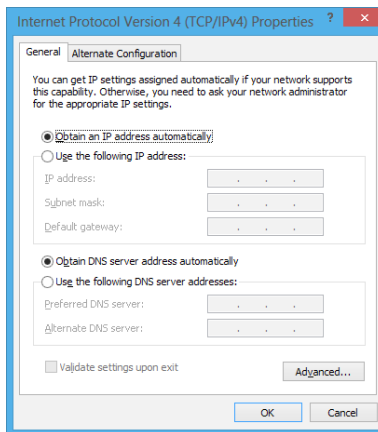 Internet Protocol Version 4 (TCP/IPv4) Properties ? ×
General Alternate Configuration
You can get IP settings assigned automatically if your network supports
this capability. Otherwise, you need to ask your network administrator
for the appropriate IP settings.
Obtain an IP address automatically
Use the following IP address:
IP address: . . .
Subnet mask: . . .
Default gateway: . . .
Obtain DNS server address automatically
Use the following DNS server addresses:
Preferred DNS server: . . .
Alternate DNS server: . . .
Validate settings upon exit
Advanced...
OK Cancel